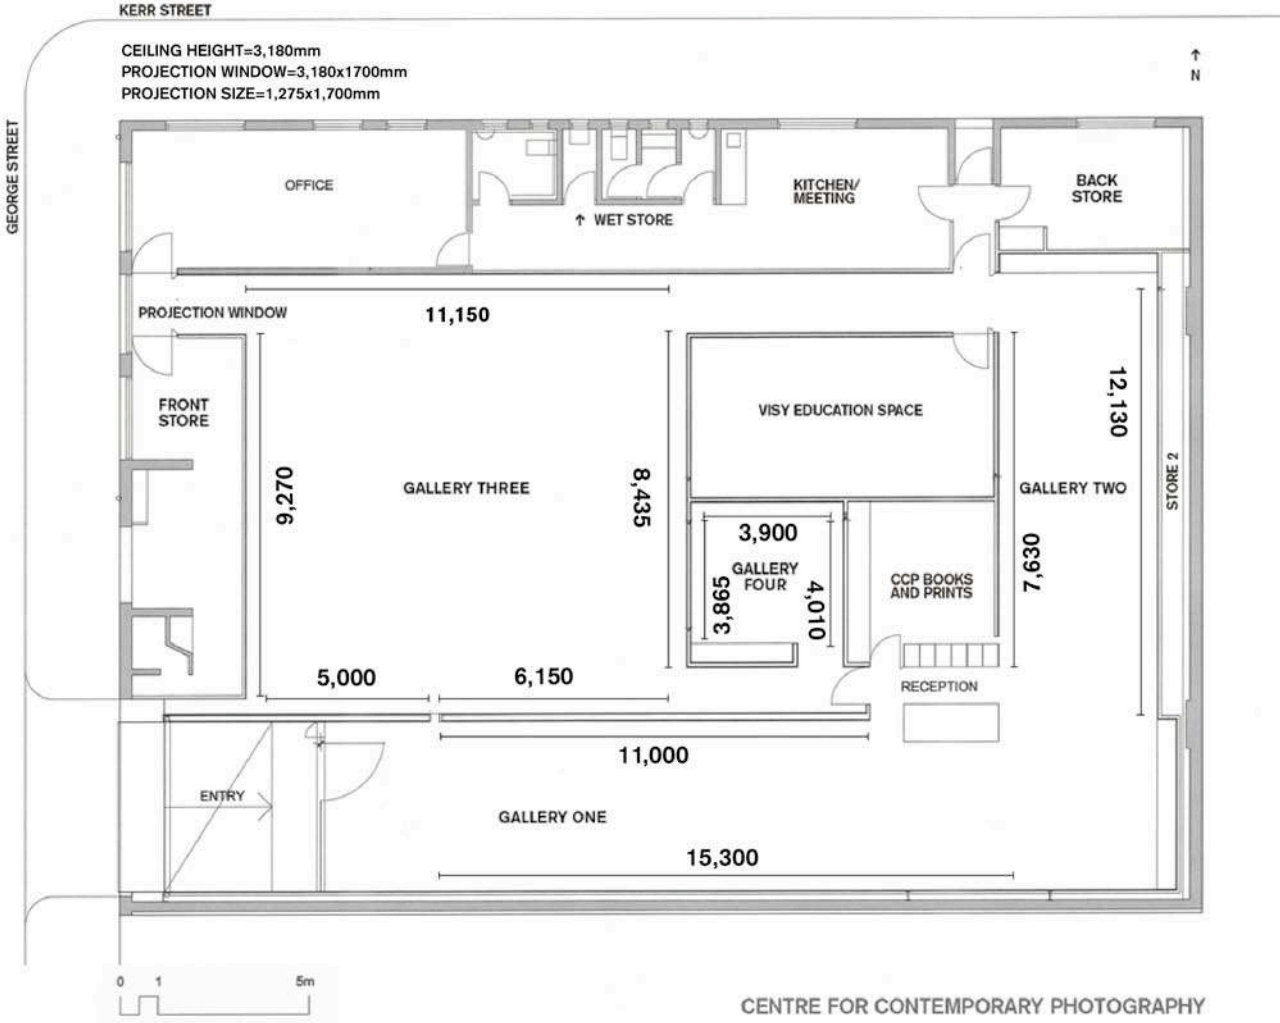 KERR STREET
CEILING HEIGHT=3,180mm
PROJECTION WINDOW=3,180x1700mm
PROJECTION SIZE=1,275x1,700mm
↑
N
GEORGE STREET
OFFICE
↑ WET STORE
KITCHEN/
MEETING
BACK
STORE
PROJECTION WINDOW
11,150
FRONT
STORE
VISY EDUCATION SPACE
12,130
9,270
GALLERY THREE
8,435
GALLERY TWO
STORE 2
3,900
GALLERY
FOUR
3,865
4,010
CCP BOOKS
AND PRINTS
7,630
5,000
6,150
RECEPTION
11,000
ENTRY
GALLERY ONE
15,300
0 1 5m
CENTRE FOR CONTEMPORARY PHOTOGRAPHY